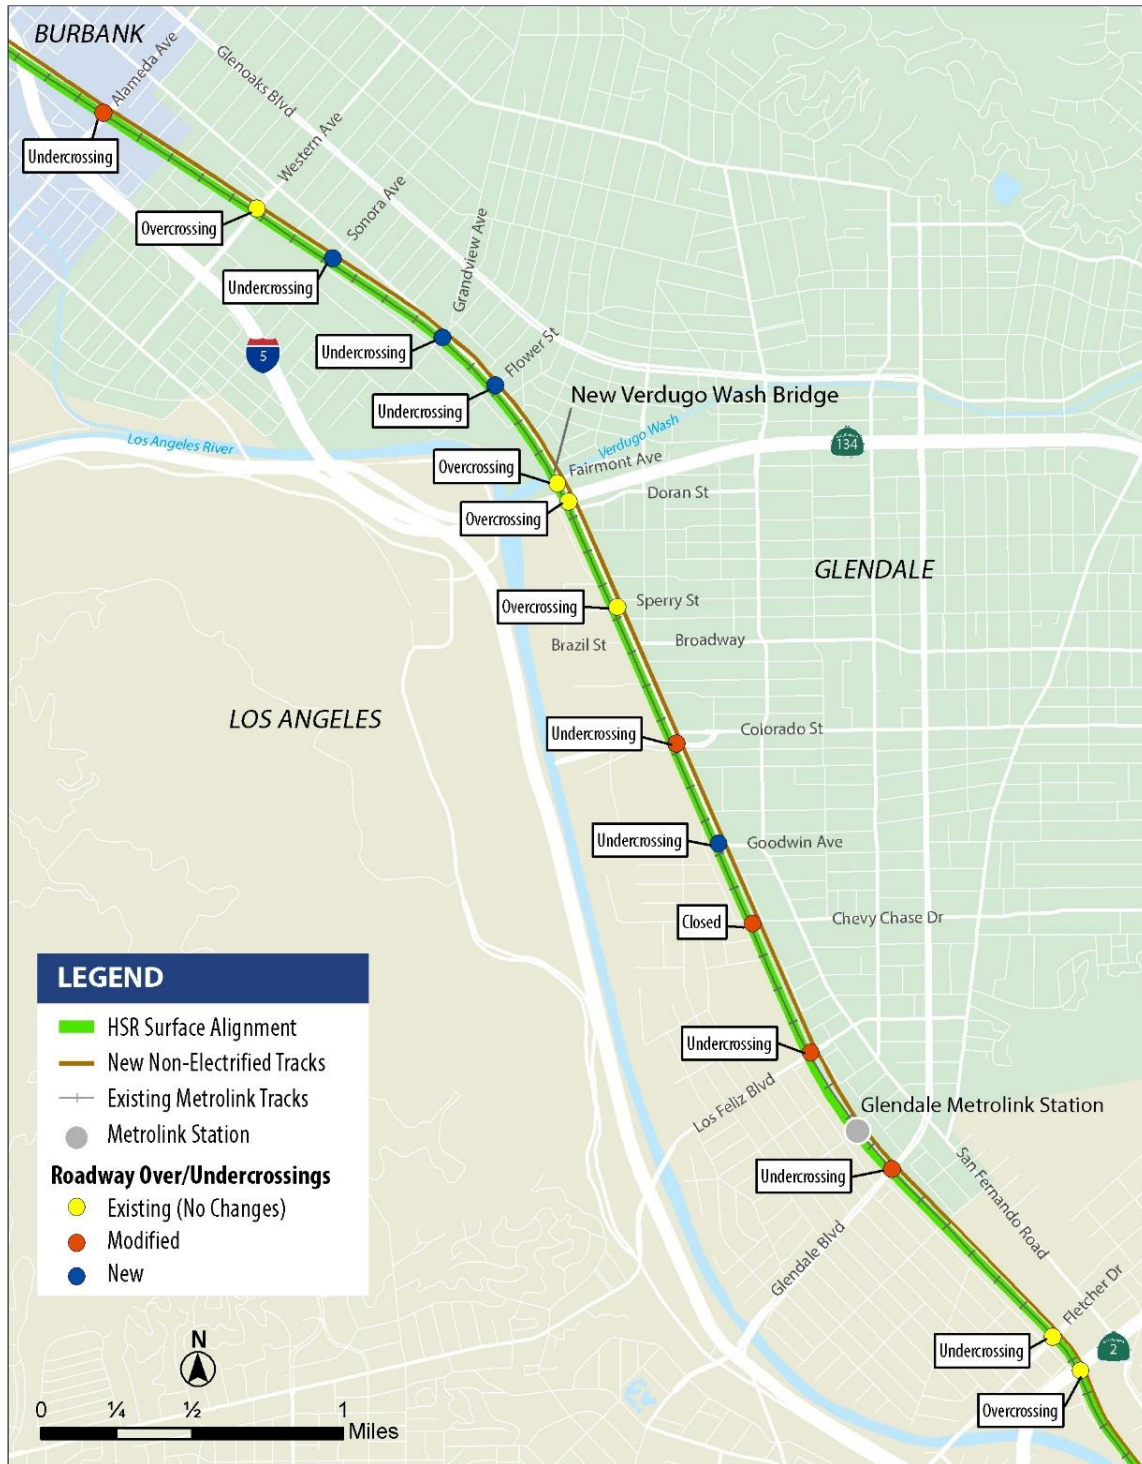 BURBANK
Alameda Ave
Glenoaks Blvd
Undercrossing
Western Ave
Overcrossing
Sonora Ave
Undercrossing
Grandview Ave
Undercrossing
5
Flower St
Undercrossing
New Verdugo Wash Bridge
Los Angeles River
Verdugo Wash
134
Overcrossing
Fairmont Ave
Doran St
Overcrossing
GLENDALE
Overcrossing
Sperry St
Brazil St
Broadway
LOS ANGELES
Undercrossing
Colorado St
Undercrossing
Goodwin Ave
Closed
Chevy Chase Dr
Undercrossing
Los Feliz Blvd
Glendale Metrolink Station
Undercrossing
San Fernando Road
Glendale Blvd
Fletcher Dr
Undercrossing
2
Overcrossing
LEGEND
HSR Surface Alignment
New Non-Electrified Tracks
Existing Metrolink Tracks
Metrolink Station
Roadway Over/Undercrossings
Existing (No Changes)
Modified
New
N
0 ¼ ½ 1
Miles